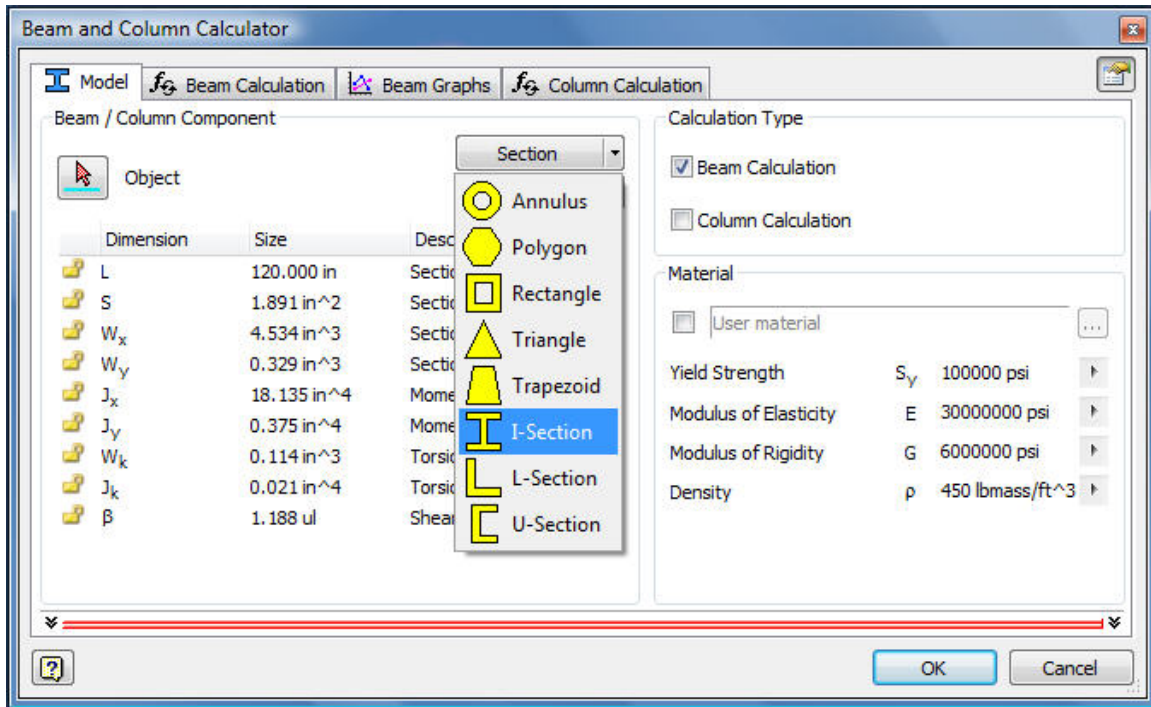 Beam and Column Calculator
Model Beam Calculation Beam Graphs Column Calculation
Beam / Column Component
Object
Section
Annulus
Polygon
Rectangle
Triangle
Trapezoid
I-Section
L-Section
U-Section
Dimension Size
L 120.000 in
S 1.891 in^2
Wx 4.534 in^3
Wy 0.329 in^3
Jx 18.135 in^4
Jy 0.375 in^4
Wk 0.114 in^3
Jk 0.021 in^4
β 1.188 ul
Calculation Type
Beam Calculation
Column Calculation
Material
User material
...
Yield Strength Sy 100000 psi
Modulus of Elasticity E 30000000 psi
Modulus of Rigidity G 6000000 psi
Density ρ 450 lbmass/ft^3
OK Cancel